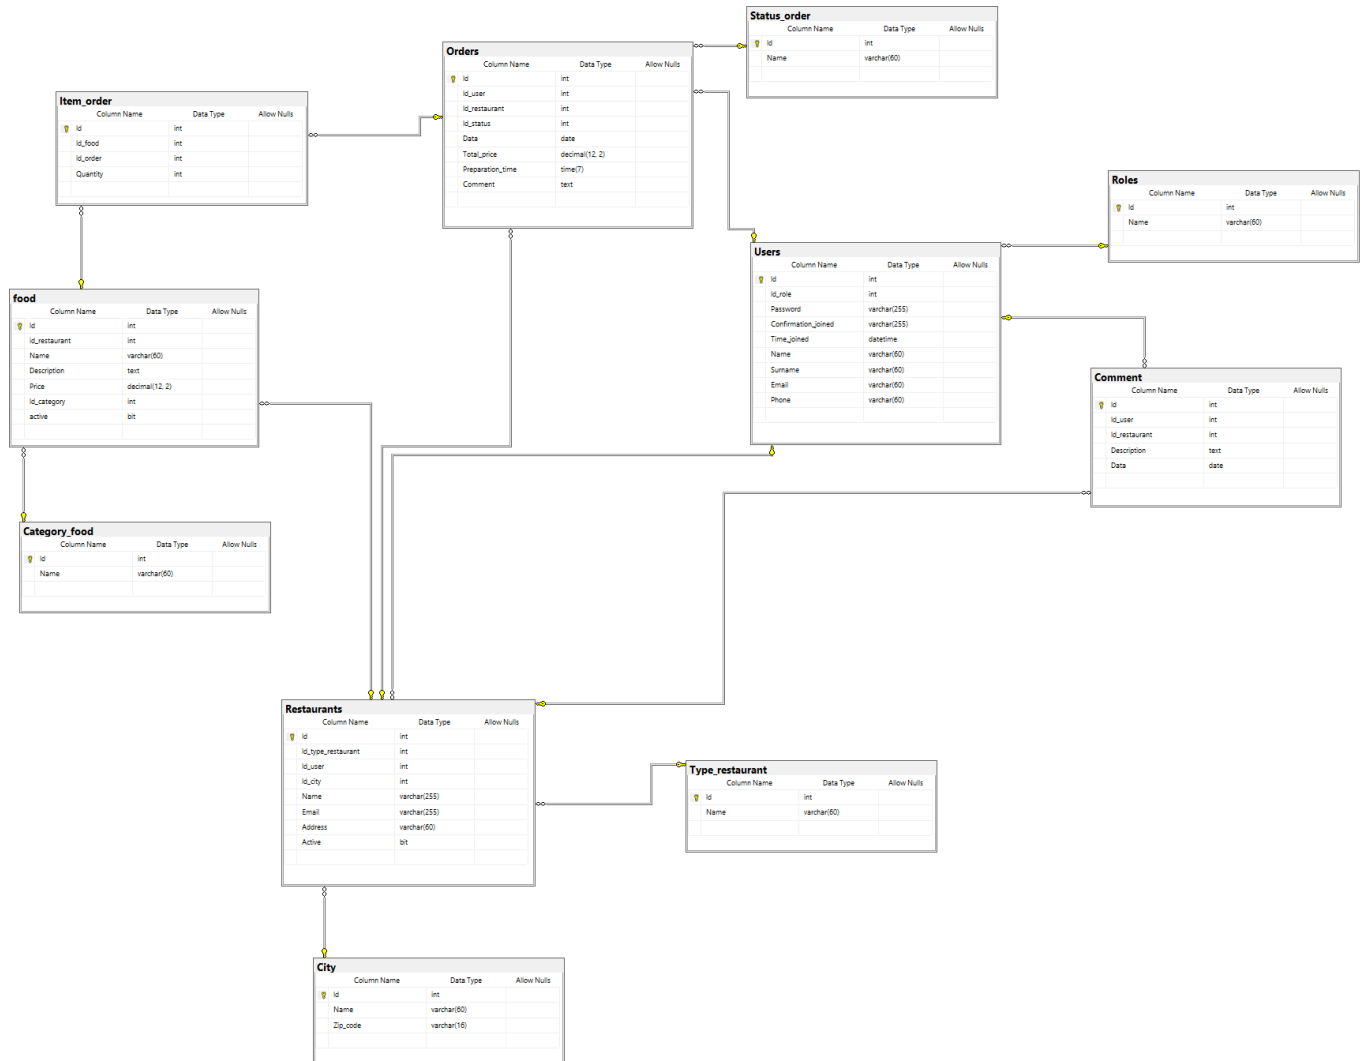 Status_order
Column Name Data Type Allow Nulls
Id int
Name varchar(60)
Orders
Column Name Data Type Allow Nulls
Id int
Id_user int
Id_restaurant int
Id_status int
Data date
Total_price decimal(12, 2)
Preparation_time time(7)
Comment text
Item_order
Column Name Data Type Allow Nulls
Id int
Id_food int
Id_order int
Quantity int
Roles
Column Name Data Type Allow Nulls
Id int
Name varchar(60)
Users
Column Name Data Type Allow Nulls
Id int
Id_role int
Password varchar(255)
Confirmation_joined varchar(255)
Time_joined datetime
Name varchar(60)
Surname varchar(60)
Email varchar(60)
Phone varchar(60)
food
Column Name Data Type Allow Nulls
Id int
Id_restaurant int
Name varchar(60)
Description text
Price decimal(12, 2)
Id_category int
active bit
Comment
Column Name Data Type Allow Nulls
Id int
Id_user int
Id_restaurant int
Description text
Data date
Category_food
Column Name Data Type Allow Nulls
Id int
Name varchar(60)
Restaurants
Column Name Data Type Allow Nulls
Id int
Id_type_restaurant int
Id_user int
Id_city int
Name varchar(255)
Email varchar(255)
Address varchar(60)
Active bit
Type_restaurant
Column Name Data Type Allow Nulls
Id int
Name varchar(60)
City
Column Name Data Type Allow Nulls
Id int
Name varchar(60)
Zip_code varchar(16)